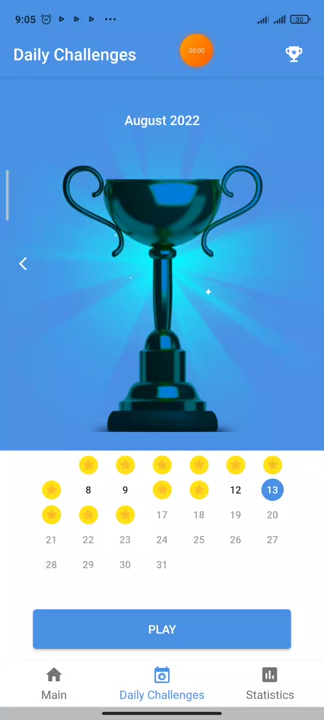 9:05
30
Daily Challenges
00:00
August 2022
8 9 12 13
17 18 19 20
21 22 23 24 25 26 27
28 29 30 31
PLAY
Main Daily Challenges Statistics